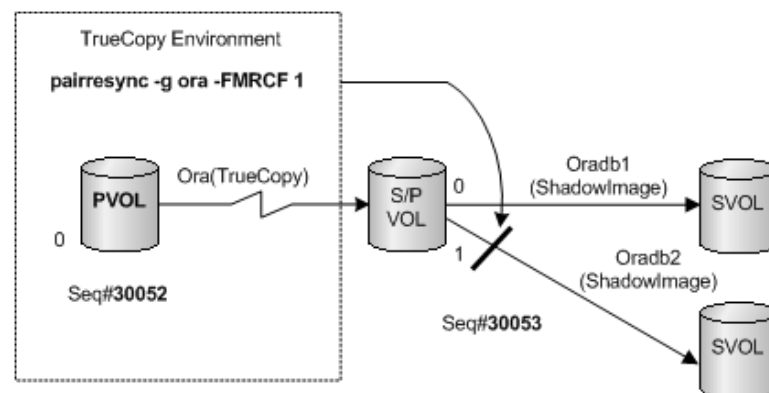 TrueCopy Environment
pairresync -g ora -FMRCF 1
Ora(TrueCopy)
PVOL
0
Seq#30052
S/P
VOL
0
1
Oradb1
(ShadowImage)
SVOL
Oradb2
(ShadowImage)
Seq#30053
SVOL